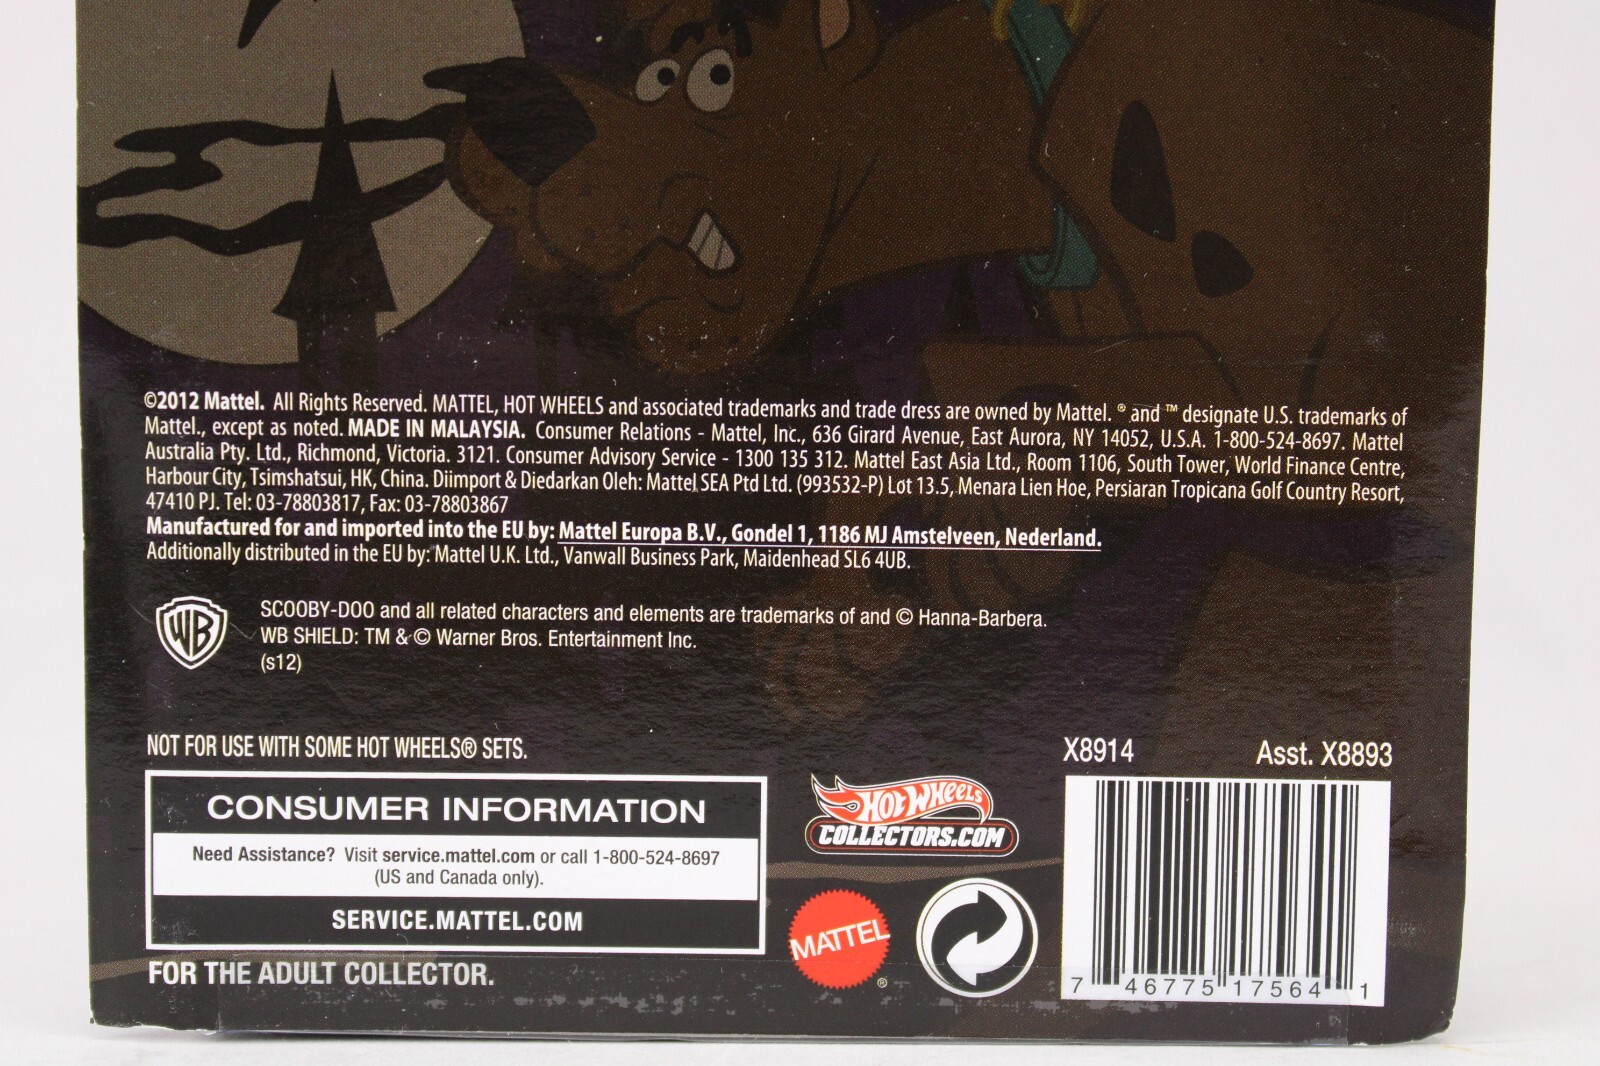 ©2012 Mattel. All Rights Reserved. MATTEL, HOT WHEELS and associated trademarks and trade dress are owned by Mattel. ® and ™ designate U.S. trademarks of
Mattel., except as noted. MADE IN MALAYSIA. Consumer Relations - Mattel, Inc., 636 Girard Avenue, East Aurora, NY 14052, U.S.A. 1-800-524-8697. Mattel
Australia Pty. Ltd., Richmond, Victoria. 3121. Consumer Advisory Service - 1300 135 312. Mattel East Asia Ltd., Room 1106, South Tower, World Finance Centre,
Harbour City, Tsimshatsui, HK, China. Diimport & Diedarkan Oleh: Mattel SEA Ptd Ltd. (993532-P) Lot 13.5, Menara Lien Hoe, Persiaran Tropicana Golf Country Resort,
47410 PJ. Tel: 03-78803817, Fax: 03-78803867
Manufactured for and imported into the EU by: Mattel Europa B.V., Gondel 1, 1186 MJ Amstelveen, Nederland.
Additionally distributed in the EU by: Mattel U.K. Ltd., Vanwall Business Park, Maidenhead SL6 4UB.
WB
SCOOBY-DOO and all related characters and elements are trademarks of and © Hanna-Barbera.
WB SHIELD: TM & © Warner Bros. Entertainment Inc.
(s12)
NOT FOR USE WITH SOME HOT WHEELS® SETS.
CONSUMER INFORMATION
Need Assistance? Visit service.mattel.com or call 1-800-524-8697
(US and Canada only).
SERVICE.MATTEL.COM
FOR THE ADULT COLLECTOR.
HOT WHEELS
COLLECTORS.COM
MATTEL
®
X8914 Asst. X8893
7 46775 17564 1